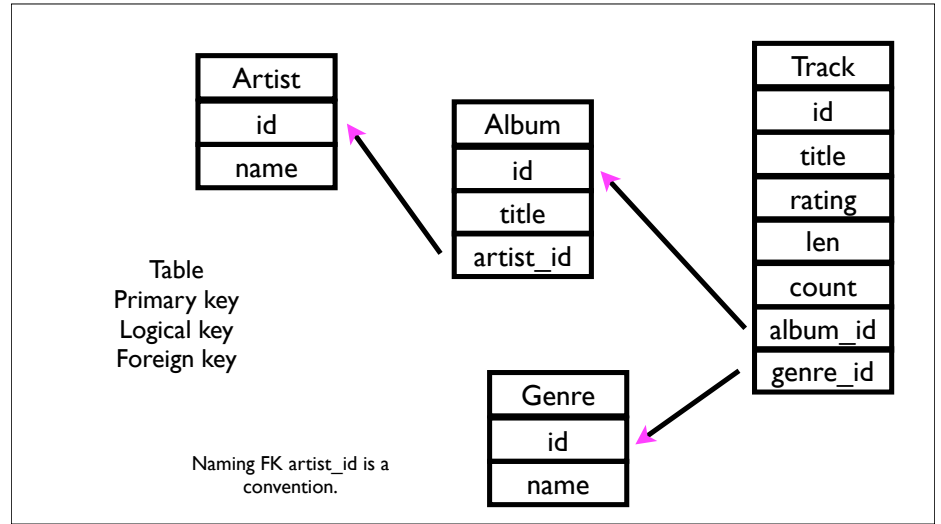 Artist
id
name
Album
id
title
artist_id
Track
id
title
rating
len
count
album_id
genre_id
Table
Primary key
Logical key
Foreign key
Genre
id
name
Naming FK artist_id is a
convention.